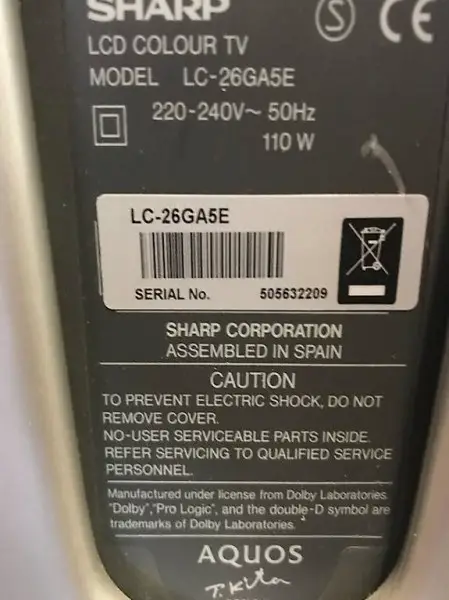 SHARP
S CE
LCD COLOUR TV
MODEL LC-26GA5E
220-240V~ 50Hz
110 W
LC-26GA5E
SERIAL No. 505632209
SHARP CORPORATION
ASSEMBLED IN SPAIN
CAUTION
TO PREVENT ELECTRIC SHOCK, DO NOT
REMOVE COVER.
NO-USER SERVICEABLE PARTS INSIDE.
REFER SERVICING TO QUALIFIED SERVICE
PERSONNEL.
Manufactured under license from Dolby Laboratories.
"Dolby", "Pro Logic", and the double-D symbol are
trademarks of Dolby Laboratories.
AQUOS
T. Kita